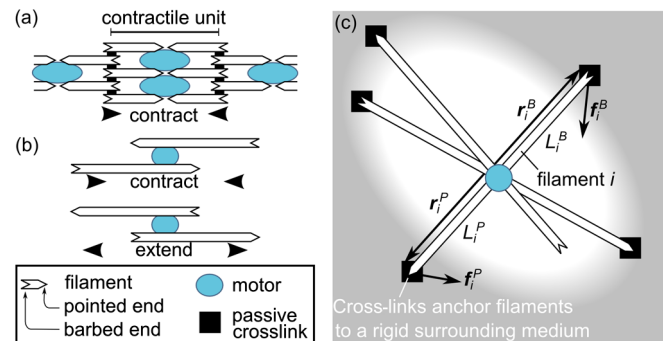 (a)
contractile unit
contract
(b)
contract
extend
filament
pointed end
barbed end
motor
passive
crosslink
(c)
r_i^B
f_i^B
L_i^B
filament i
r_i^P
L_i^P
f_i^P
Cross-links anchor filaments
to a rigid surrounding medium